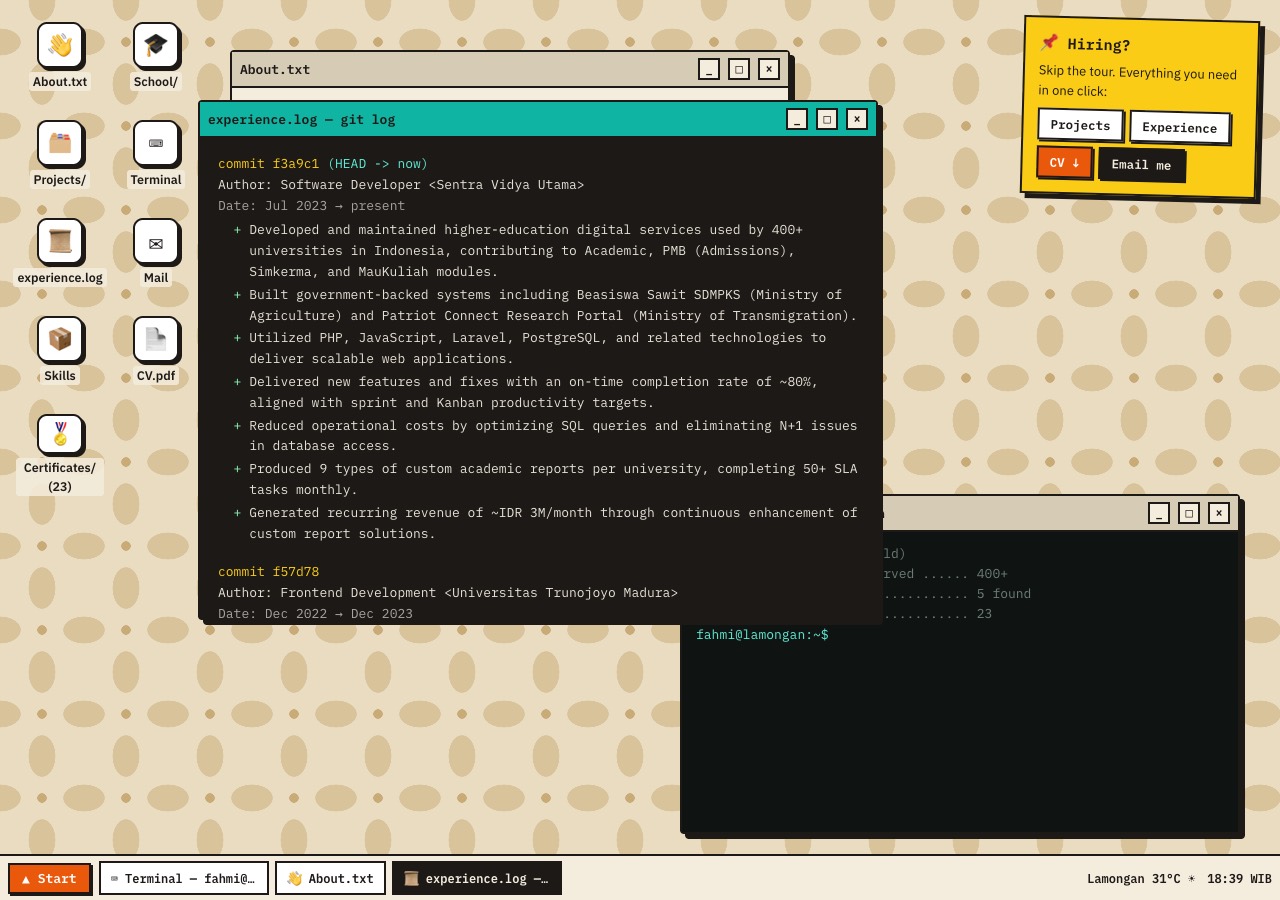 About.txt
School/
Projects/
Terminal
experience.log
Mail
Skills
CV.pdf
Certificates/
(23)
About.txt
_ □ ×
experience.log — git log
_ □ ×
commit f3a9c1 (HEAD -> now)
Author: Software Developer <Sentra Vidya Utama>
Date: Jul 2023 → present
+ Developed and maintained higher-education digital services used by 400+
universities in Indonesia, contributing to Academic, PMB (Admissions),
Simkerma, and MauKuliah modules.
+ Built government-backed systems including Beasiswa Sawit SDMPKS (Ministry of
Agriculture) and Patriot Connect Research Portal (Ministry of Transmigration).
+ Utilized PHP, JavaScript, Laravel, PostgreSQL, and related technologies to
deliver scalable web applications.
+ Delivered new features and fixes with an on-time completion rate of ~80%,
aligned with sprint and Kanban productivity targets.
+ Reduced operational costs by optimizing SQL queries and eliminating N+1 issues
in database access.
+ Produced 9 types of custom academic reports per university, completing 50+ SLA
tasks monthly.
+ Generated recurring revenue of ~IDR 3M/month through continuous enhancement of
custom report solutions.
commit f57d78
Author: Frontend Development <Universitas Trunojoyo Madura>
Date: Dec 2022 → Dec 2023
📌 Hiring?
Skip the tour. Everything you need
in one click:
Projects
Experience
CV ↓
Email me
_ □ ×
ld)
rved ...... 400+
........... 5 found
........... 23
fahmi@lamongan:~$
▲ Start
Terminal — fahmi@…
About.txt
experience.log —…
Lamongan 31°C ☀ 18:39 WIB